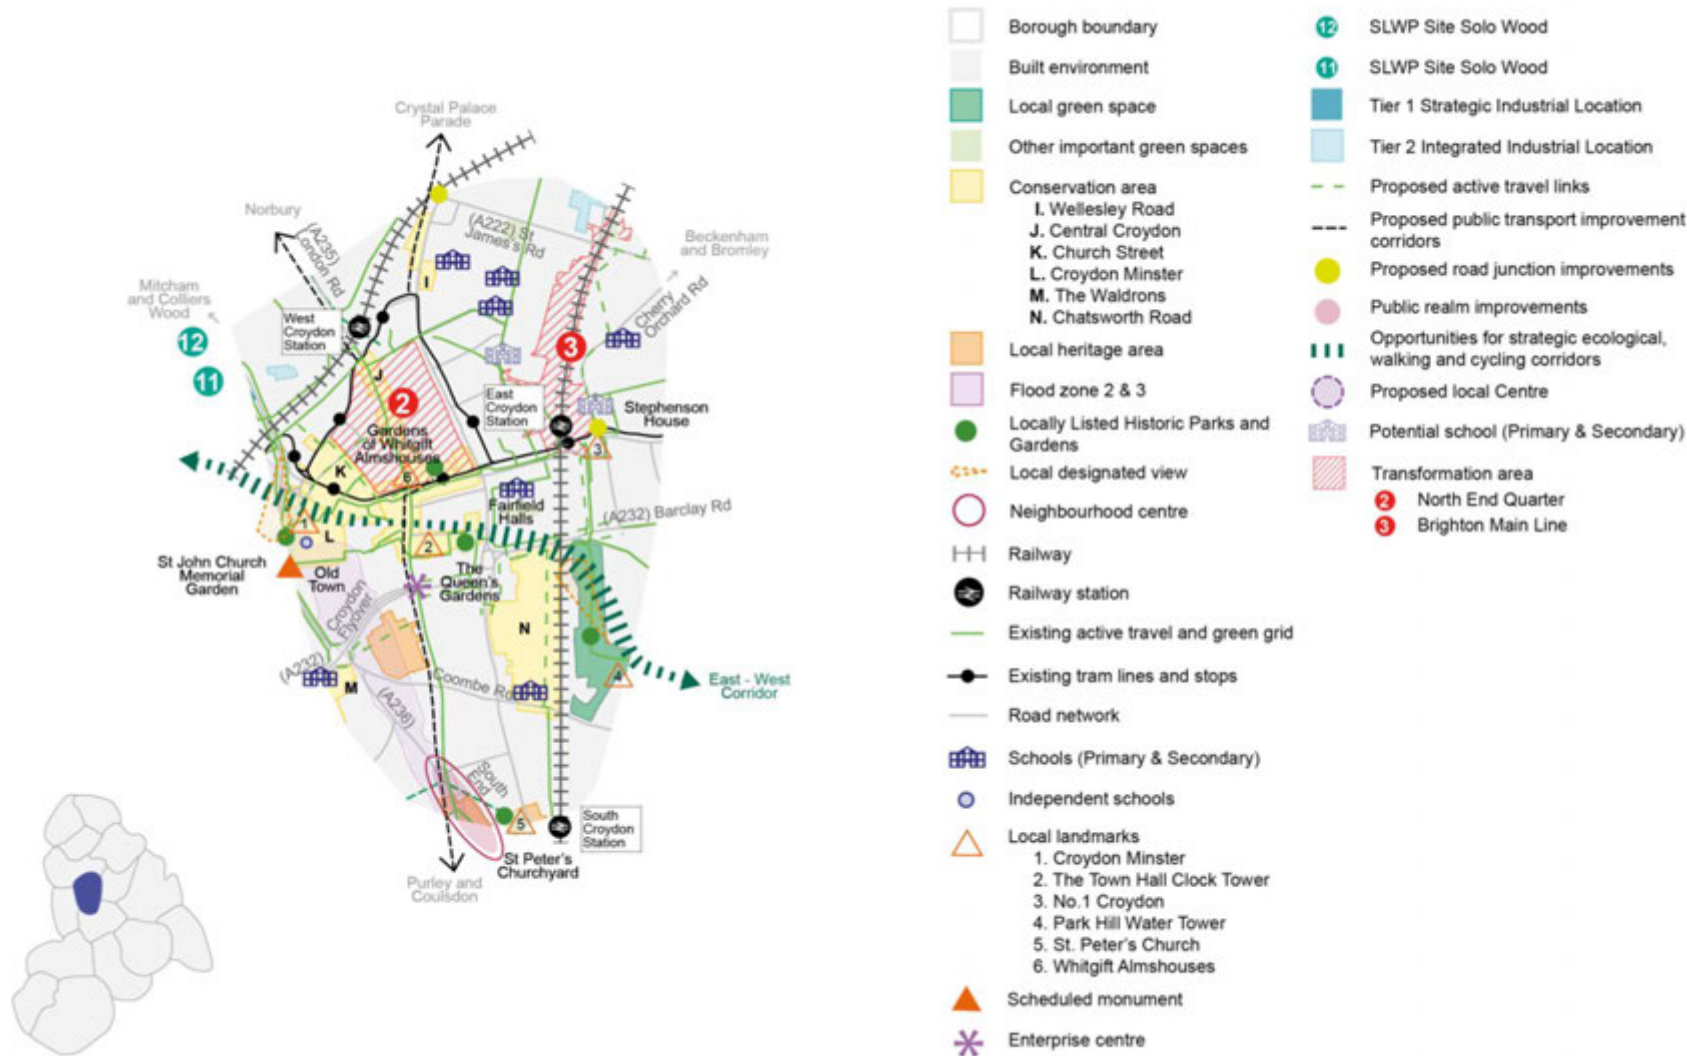 Crystal Palace
Parade
Norbury
(A235)
London Rd
(A222) St
James's Rd
Beckenham
and Bromley
Mitcham
and Colliers
Wood
12
11
West
Croydon
Station
I
Cherry
Orchard Rd
3
J
2
East
Croydon
Station
Stephenson
House
Gardens
of Whitgift
Almshouses
3
K
6
Fairfield
Halls
(A232) Barclay Rd
1
L
2
St John Church
Memorial
Garden
Old
Town
The
Queen's
Gardens
Croydon
Flyover
N
(A232)
M
Coombe Rd
4
East - West
Corridor
(A236)
South
End
5
South
Croydon
Station
St Peter's
Churchyard
Purley and
Coulsdon
Borough boundary
Built environment
Local green space
Other important green spaces
Conservation area
I. Wellesley Road
J. Central Croydon
K. Church Street
L. Croydon Minster
M. The Waldrons
N. Chatsworth Road
Local heritage area
Flood zone 2 & 3
Locally Listed Historic Parks and
Gardens
Local designated view
Neighbourhood centre
Railway
Railway station
Existing active travel and green grid
Existing tram lines and stops
Road network
Schools (Primary & Secondary)
Independent schools
Local landmarks
1. Croydon Minster
2. The Town Hall Clock Tower
3. No.1 Croydon
4. Park Hill Water Tower
5. St. Peter's Church
6. Whitgift Almshouses
Scheduled monument
Enterprise centre
12 SLWP Site Solo Wood
11 SLWP Site Solo Wood
Tier 1 Strategic Industrial Location
Tier 2 Integrated Industrial Location
Proposed active travel links
Proposed public transport improvement
corridors
Proposed road junction improvements
Public realm improvements
Opportunities for strategic ecological,
walking and cycling corridors
Proposed local Centre
Potential school (Primary & Secondary)
Transformation area
2 North End Quarter
3 Brighton Main Line